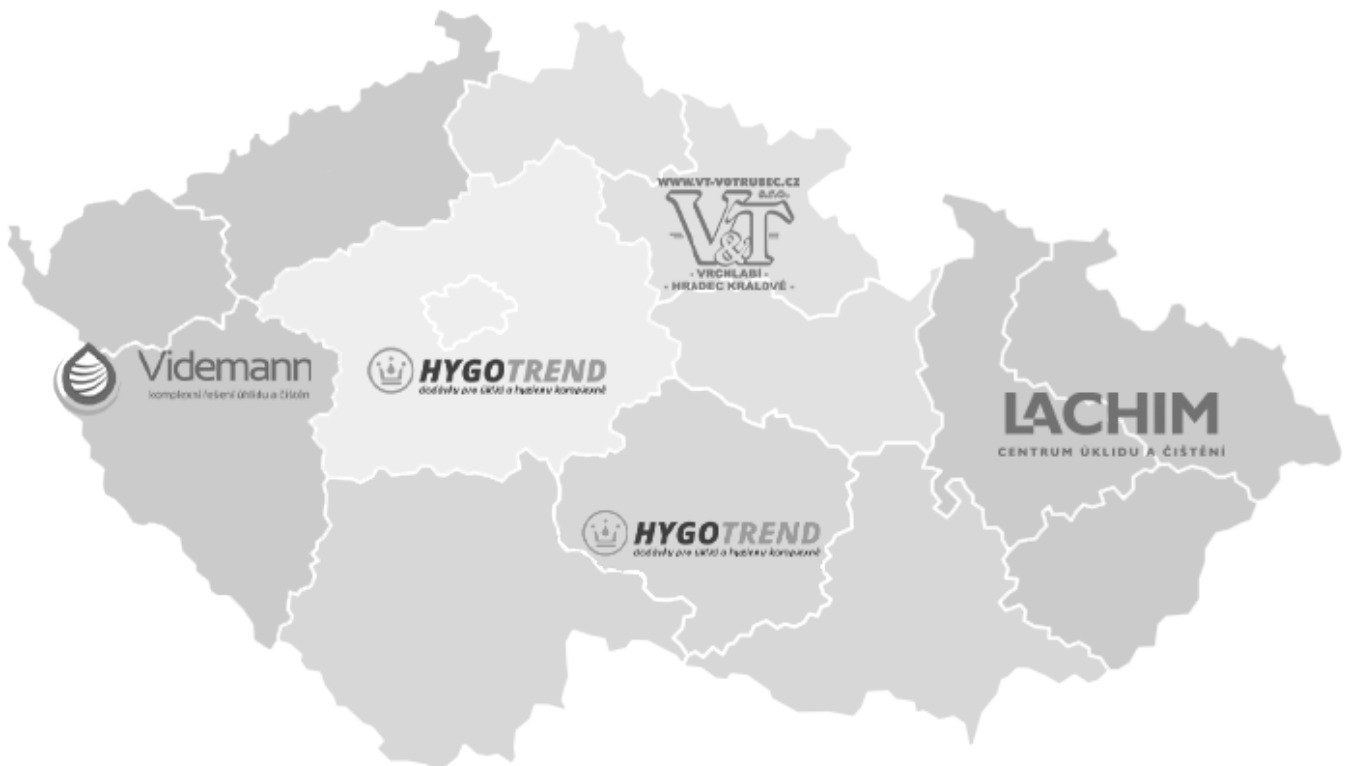 WWW.VT-VOTRUBEC.CZ
S.R.O.
V&T
- VRCHLABÍ -
- HRADEC KRÁLOVÉ -
Videmann
komplexní řešení úklidu a čištění
HYGOTREND
dodávky pro úklid a hygienu komplexně
LACHIM
CENTRUM ÚKLIDU A ČIŠTĚNÍ
HYGOTREND
dodávky pro úklid a hygienu komplexně